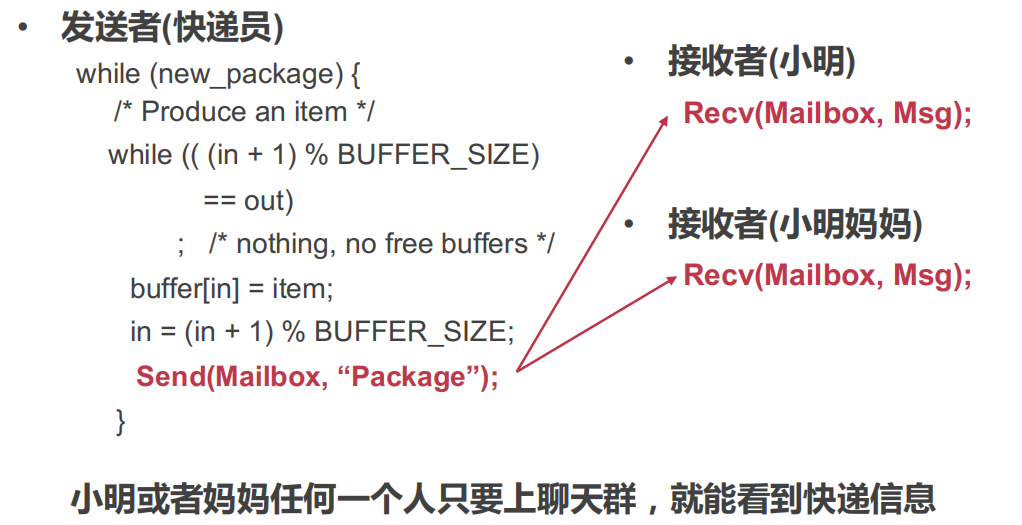 • 发送者(快递员)
while (new_package) {
/* Produce an item */
while (( (in + 1) % BUFFER_SIZE)
== out)
; /* nothing, no free buffers */
buffer[in] = item;
in = (in + 1) % BUFFER_SIZE;
Send(Mailbox, “Package”);
}
• 接收者(小明)
Recv(Mailbox, Msg);
• 接收者(小明妈妈)
Recv(Mailbox, Msg);
小明或者妈妈任何一个人只要上聊天群，就能看到快递信息